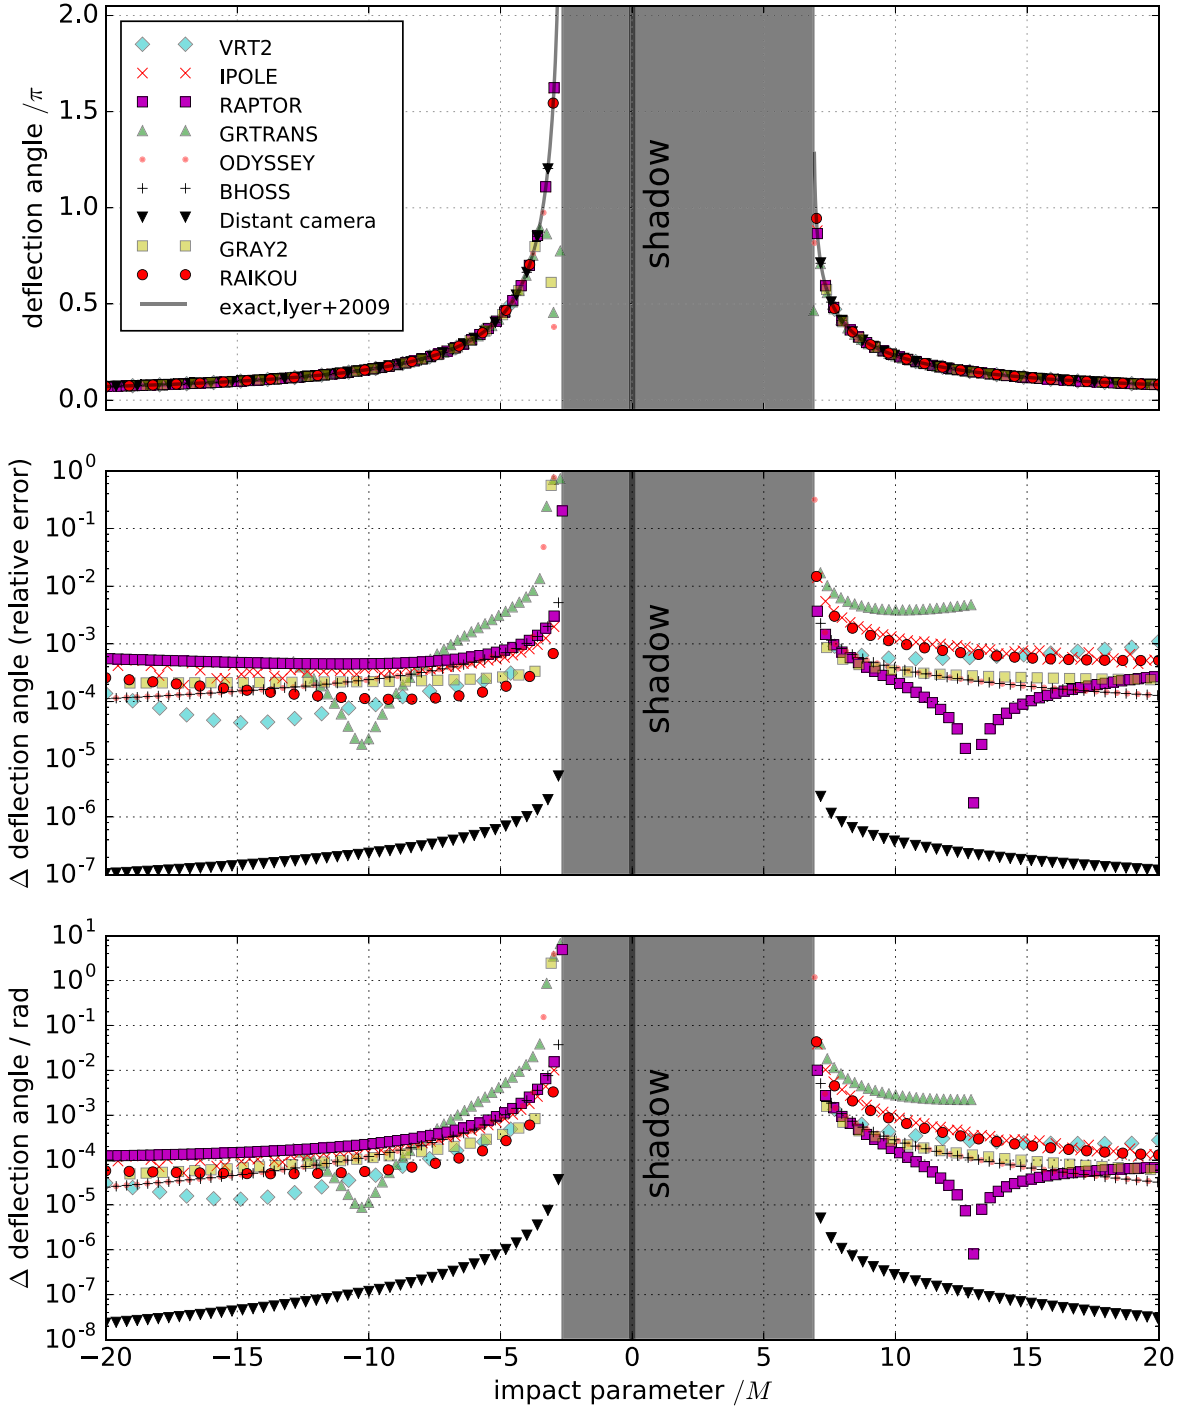 2.0
1.5
1.0
0.5
0.0
deflection angle /π
VRT2
IPOLE
RAPTOR
GRTRANS
ODYSSEY
BHOSS
Distant camera
GRAY2
RAIKOU
exact,Iyer+2009
shadow
10^0
10^-1
10^-2
10^-3
10^-4
10^-5
10^-6
10^-7
Δ deflection angle (relative error)
shadow
10^1
10^0
10^-1
10^-2
10^-3
10^-4
10^-5
10^-6
10^-7
10^-8
Δ deflection angle / rad
shadow
−20 −15 −10 −5 0 5 10 15 20
impact parameter /M